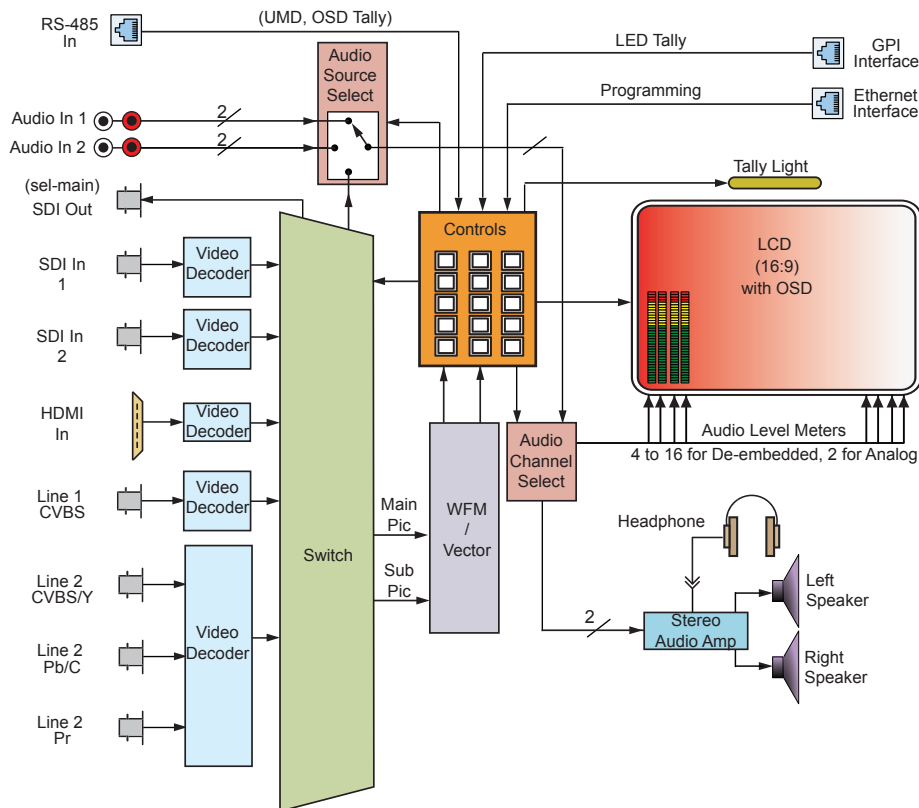 RS-485
In
(UMD, OSD Tally)
LED Tally
GPI
Interface
Audio
Source
Select
Programming
Ethernet
Interface
Audio In 1
2
Audio In 2
2
Tally Light
(sel-main)
SDI Out
Controls
LCD
(16:9)
with OSD
SDI In
1
Video
Decoder
SDI In
2
Video
Decoder
HDMI
In
Video
Decoder
Audio Level Meters
4 to 16 for De-embedded, 2 for Analog
Audio
Channel
Select
Line 1
CVBS
Video
Decoder
Main
Pic
WFM
/
Vector
Switch
Sub
Pic
Headphone
Line 2
CVBS/Y
Left
Speaker
2
Stereo
Audio Amp
Video
Decoder
Line 2
Pb/C
Right
Speaker
Line 2
Pr